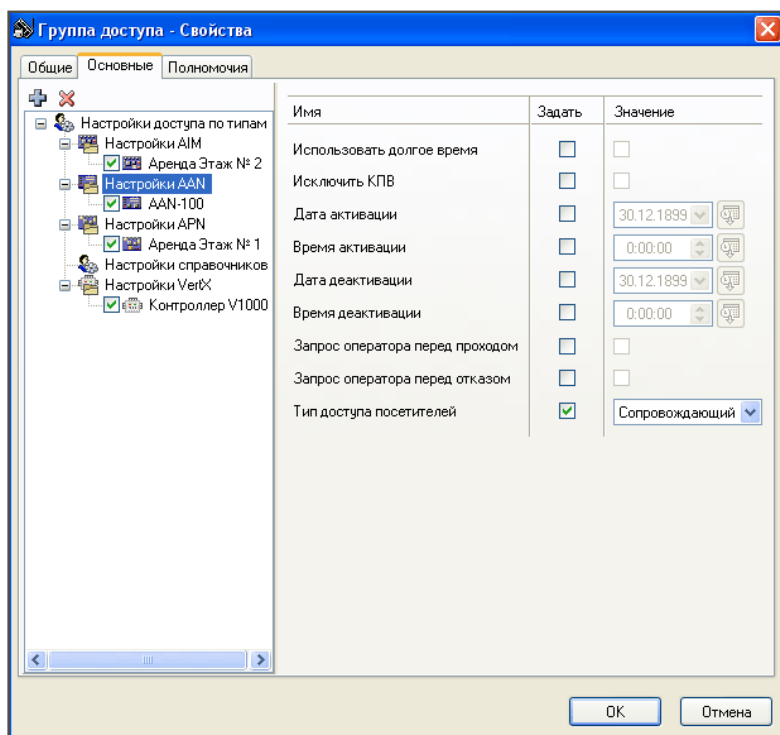 Группа доступа - Свойства
Общие Основные Полномочия
Настройки доступа по типам
Настройки AIM
Аренда Этаж № 2
Настройки AAN
AAN-100
Настройки APN
Аренда Этаж № 1
Настройки справочников
Настройки VertX
Контроллер V1000
Имя Задать Значение
Использовать долгое время
Исключить КПВ
Дата активации 30.12.1899
Время активации 0:00:00
Дата деактивации 30.12.1899
Время деактивации 0:00:00
Запрос оператора перед проходом
Запрос оператора перед отказом
Тип доступа посетителей Сопровождающий
OK Отмена